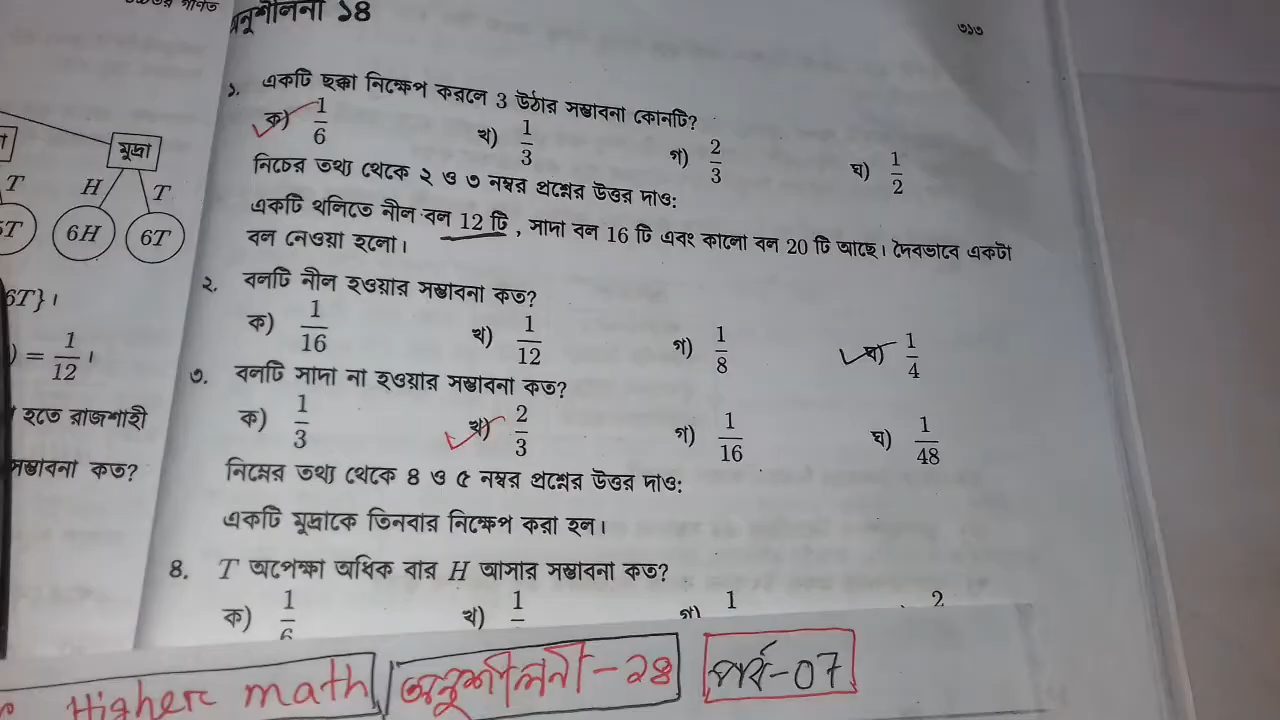 অনুশীলনী ১৪
৩১৩
১. একটি ছক্কা নিক্ষেপ করলে 3 উঠার সম্ভাবনা কোনটি?
ক) 1/6 খ) 1/3 গ) 2/3 ঘ) 1/2
নিচের তথ্য থেকে ২ ও ৩ নম্বর প্রশ্নের উত্তর দাও:
একটি থলিতে নীল বল 12 টি, সাদা বল 16 টি এবং কালো বল 20 টি আছে। দৈবভাবে একটা
বল নেওয়া হলো।
২. বলটি নীল হওয়ার সম্ভাবনা কত?
ক) 1/16 খ) 1/12 গ) 1/8 ঘ) 1/4
৩. বলটি সাদা না হওয়ার সম্ভাবনা কত?
ক) 1/3 খ) 2/3 গ) 1/16 ঘ) 1/48
নিম্নের তথ্য থেকে ৪ ও ৫ নম্বর প্রশ্নের উত্তর দাও:
একটি মুদ্রাকে তিনবার নিক্ষেপ করা হল।
৪. T অপেক্ষা অধিক বার H আসার সম্ভাবনা কত?
ক) 1/6 খ) 1 গ) 1 2
মুদ্রা
T H T
6H 6T
6T}।
) = 1/12।
হতে রাজশাহী
সম্ভাবনা কত?
Higher math অনুশীলনী-১৪ পর্ব-07